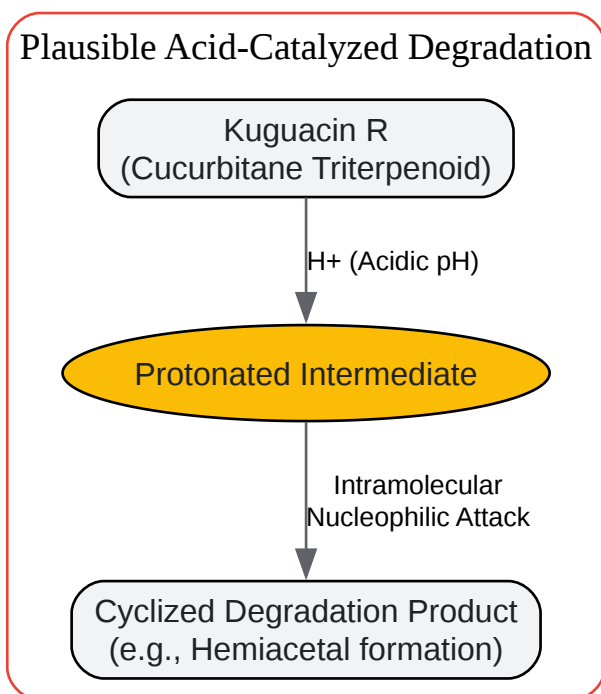 Plausible Acid-Catalyzed Degradation
Kuguacin R
(Cucurbitane Triterpenoid)
H+ (Acidic pH)
Protonated Intermediate
Intramolecular
Nucleophilic Attack
Cyclized Degradation Product
(e.g., Hemiacetal formation)